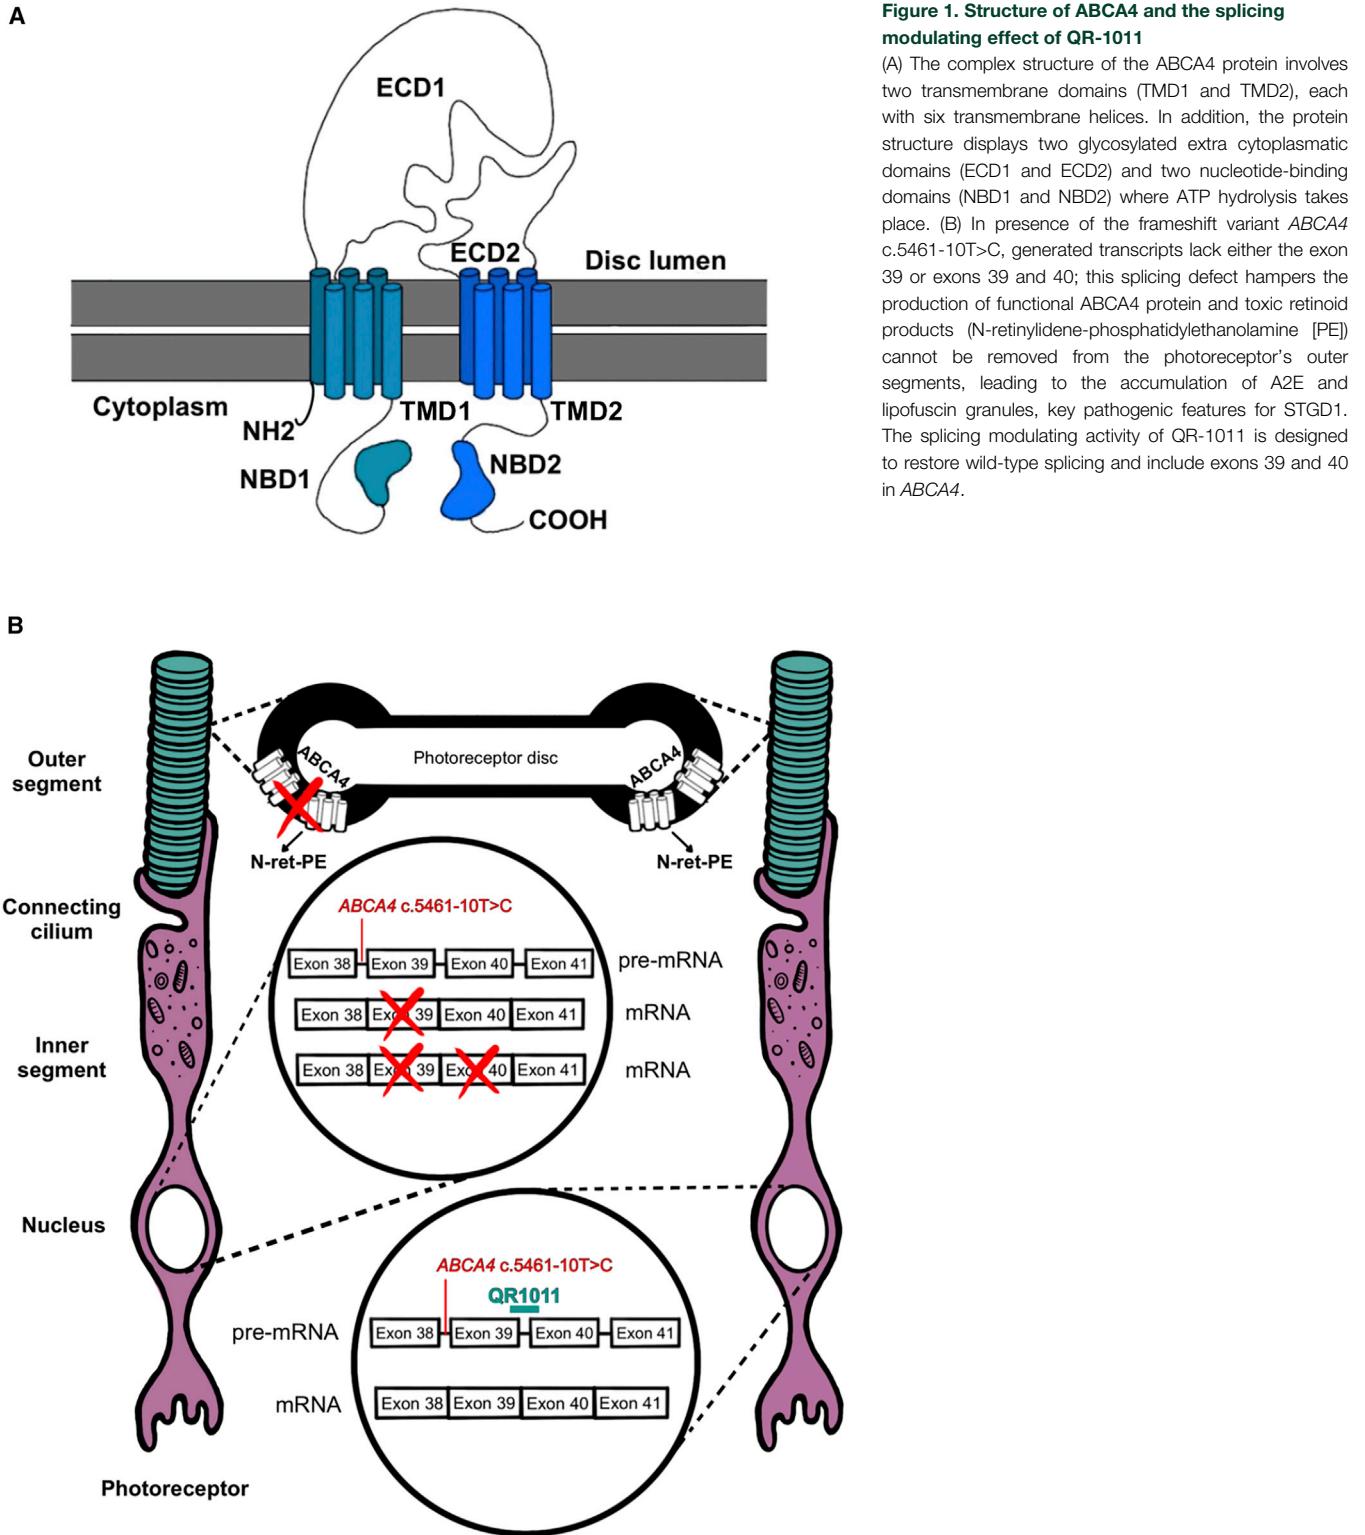 A
ECD1
ECD2
Disc lumen
Cytoplasm
NH2
TMD1
TMD2
NBD1
NBD2
COOH
Figure 1. Structure of ABCA4 and the splicing
modulating effect of QR-1011
(A) The complex structure of the ABCA4 protein involves
two transmembrane domains (TMD1 and TMD2), each
with six transmembrane helices. In addition, the protein
structure displays two glycosylated extra cytoplasmatic
domains (ECD1 and ECD2) and two nucleotide-binding
domains (NBD1 and NBD2) where ATP hydrolysis takes
place. (B) In presence of the frameshift variant ABCA4
c.5461-10T>C, generated transcripts lack either the exon
39 or exons 39 and 40; this splicing defect hampers the
production of functional ABCA4 protein and toxic retinoid
products (N-retinylidene-phosphatidylethanolamine [PE])
cannot be removed from the photoreceptor's outer
segments, leading to the accumulation of A2E and
lipofuscin granules, key pathogenic features for STGD1.
The splicing modulating activity of QR-1011 is designed
to restore wild-type splicing and include exons 39 and 40
in ABCA4.
B
Outer
segment
ABCA4
Photoreceptor disc
ABCA4
N-ret-PE
N-ret-PE
Connecting
cilium
ABCA4 c.5461-10T>C
Exon 38 Exon 39 Exon 40 Exon 41 pre-mRNA
Exon 38 Exon 39 Exon 40 Exon 41 mRNA
Inner
segment
Exon 38 Exon 39 Exon 40 Exon 41 mRNA
Nucleus
ABCA4 c.5461-10T>C
QR1011
pre-mRNA Exon 38 Exon 39 Exon 40 Exon 41
mRNA Exon 38 Exon 39 Exon 40 Exon 41
Photoreceptor